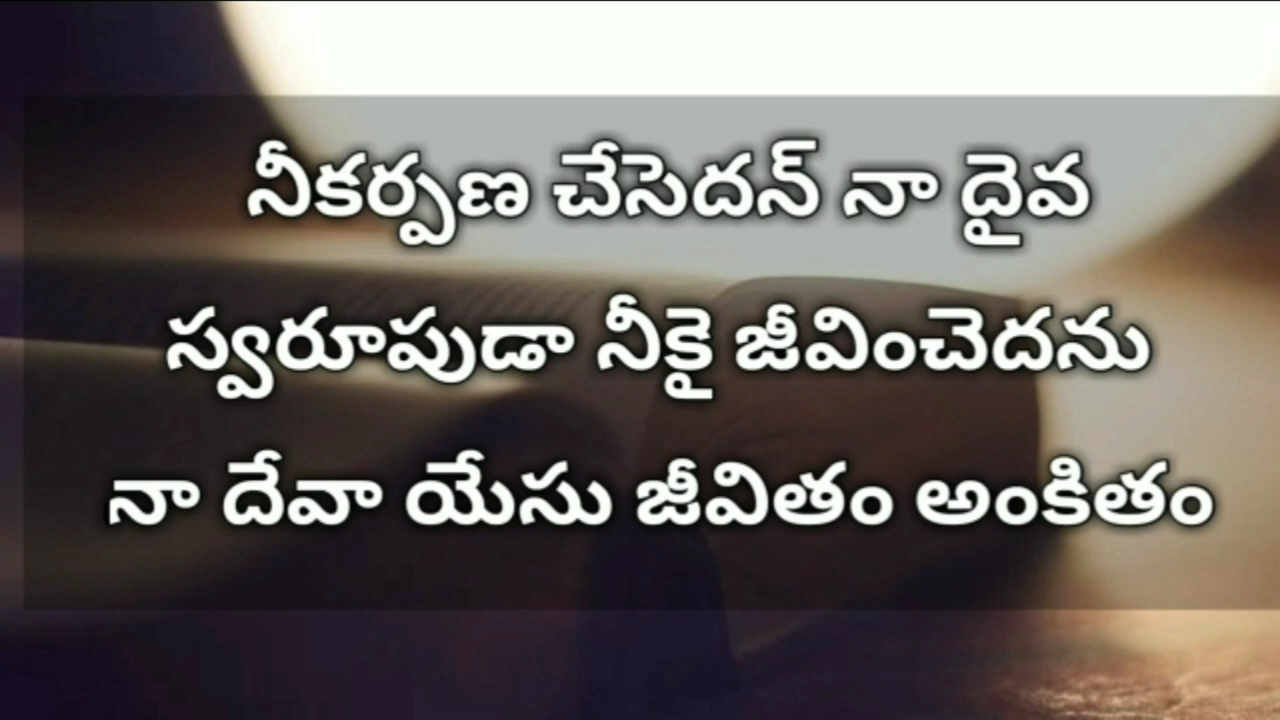 నీకర్పణ చేసెదన్ నా దైవ
స్వరూపుడా నీకై జీవించెదను
నా దేవా యేసు జీవితం అంకితం